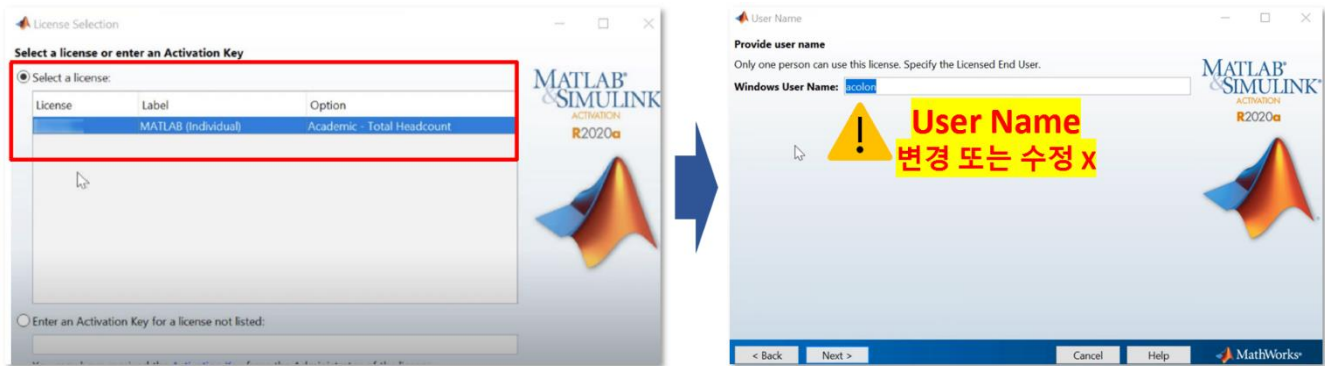 License Selection
Select a license or enter an Activation Key
Select a license:
License Label Option
MATLAB (Individual) Academic - Total Headcount
Enter an Activation Key for a license not listed:
MATLAB®
&SIMULINK
ACTIVATION
R2020a
User Name
Provide user name
Only one person can use this license. Specify the Licensed End User.
Windows User Name: acolon
User Name
변경 또는 수정 x
MATLAB®
&SIMULINK®
ACTIVATION
R2020a
< Back Next > Cancel Help MathWorks®